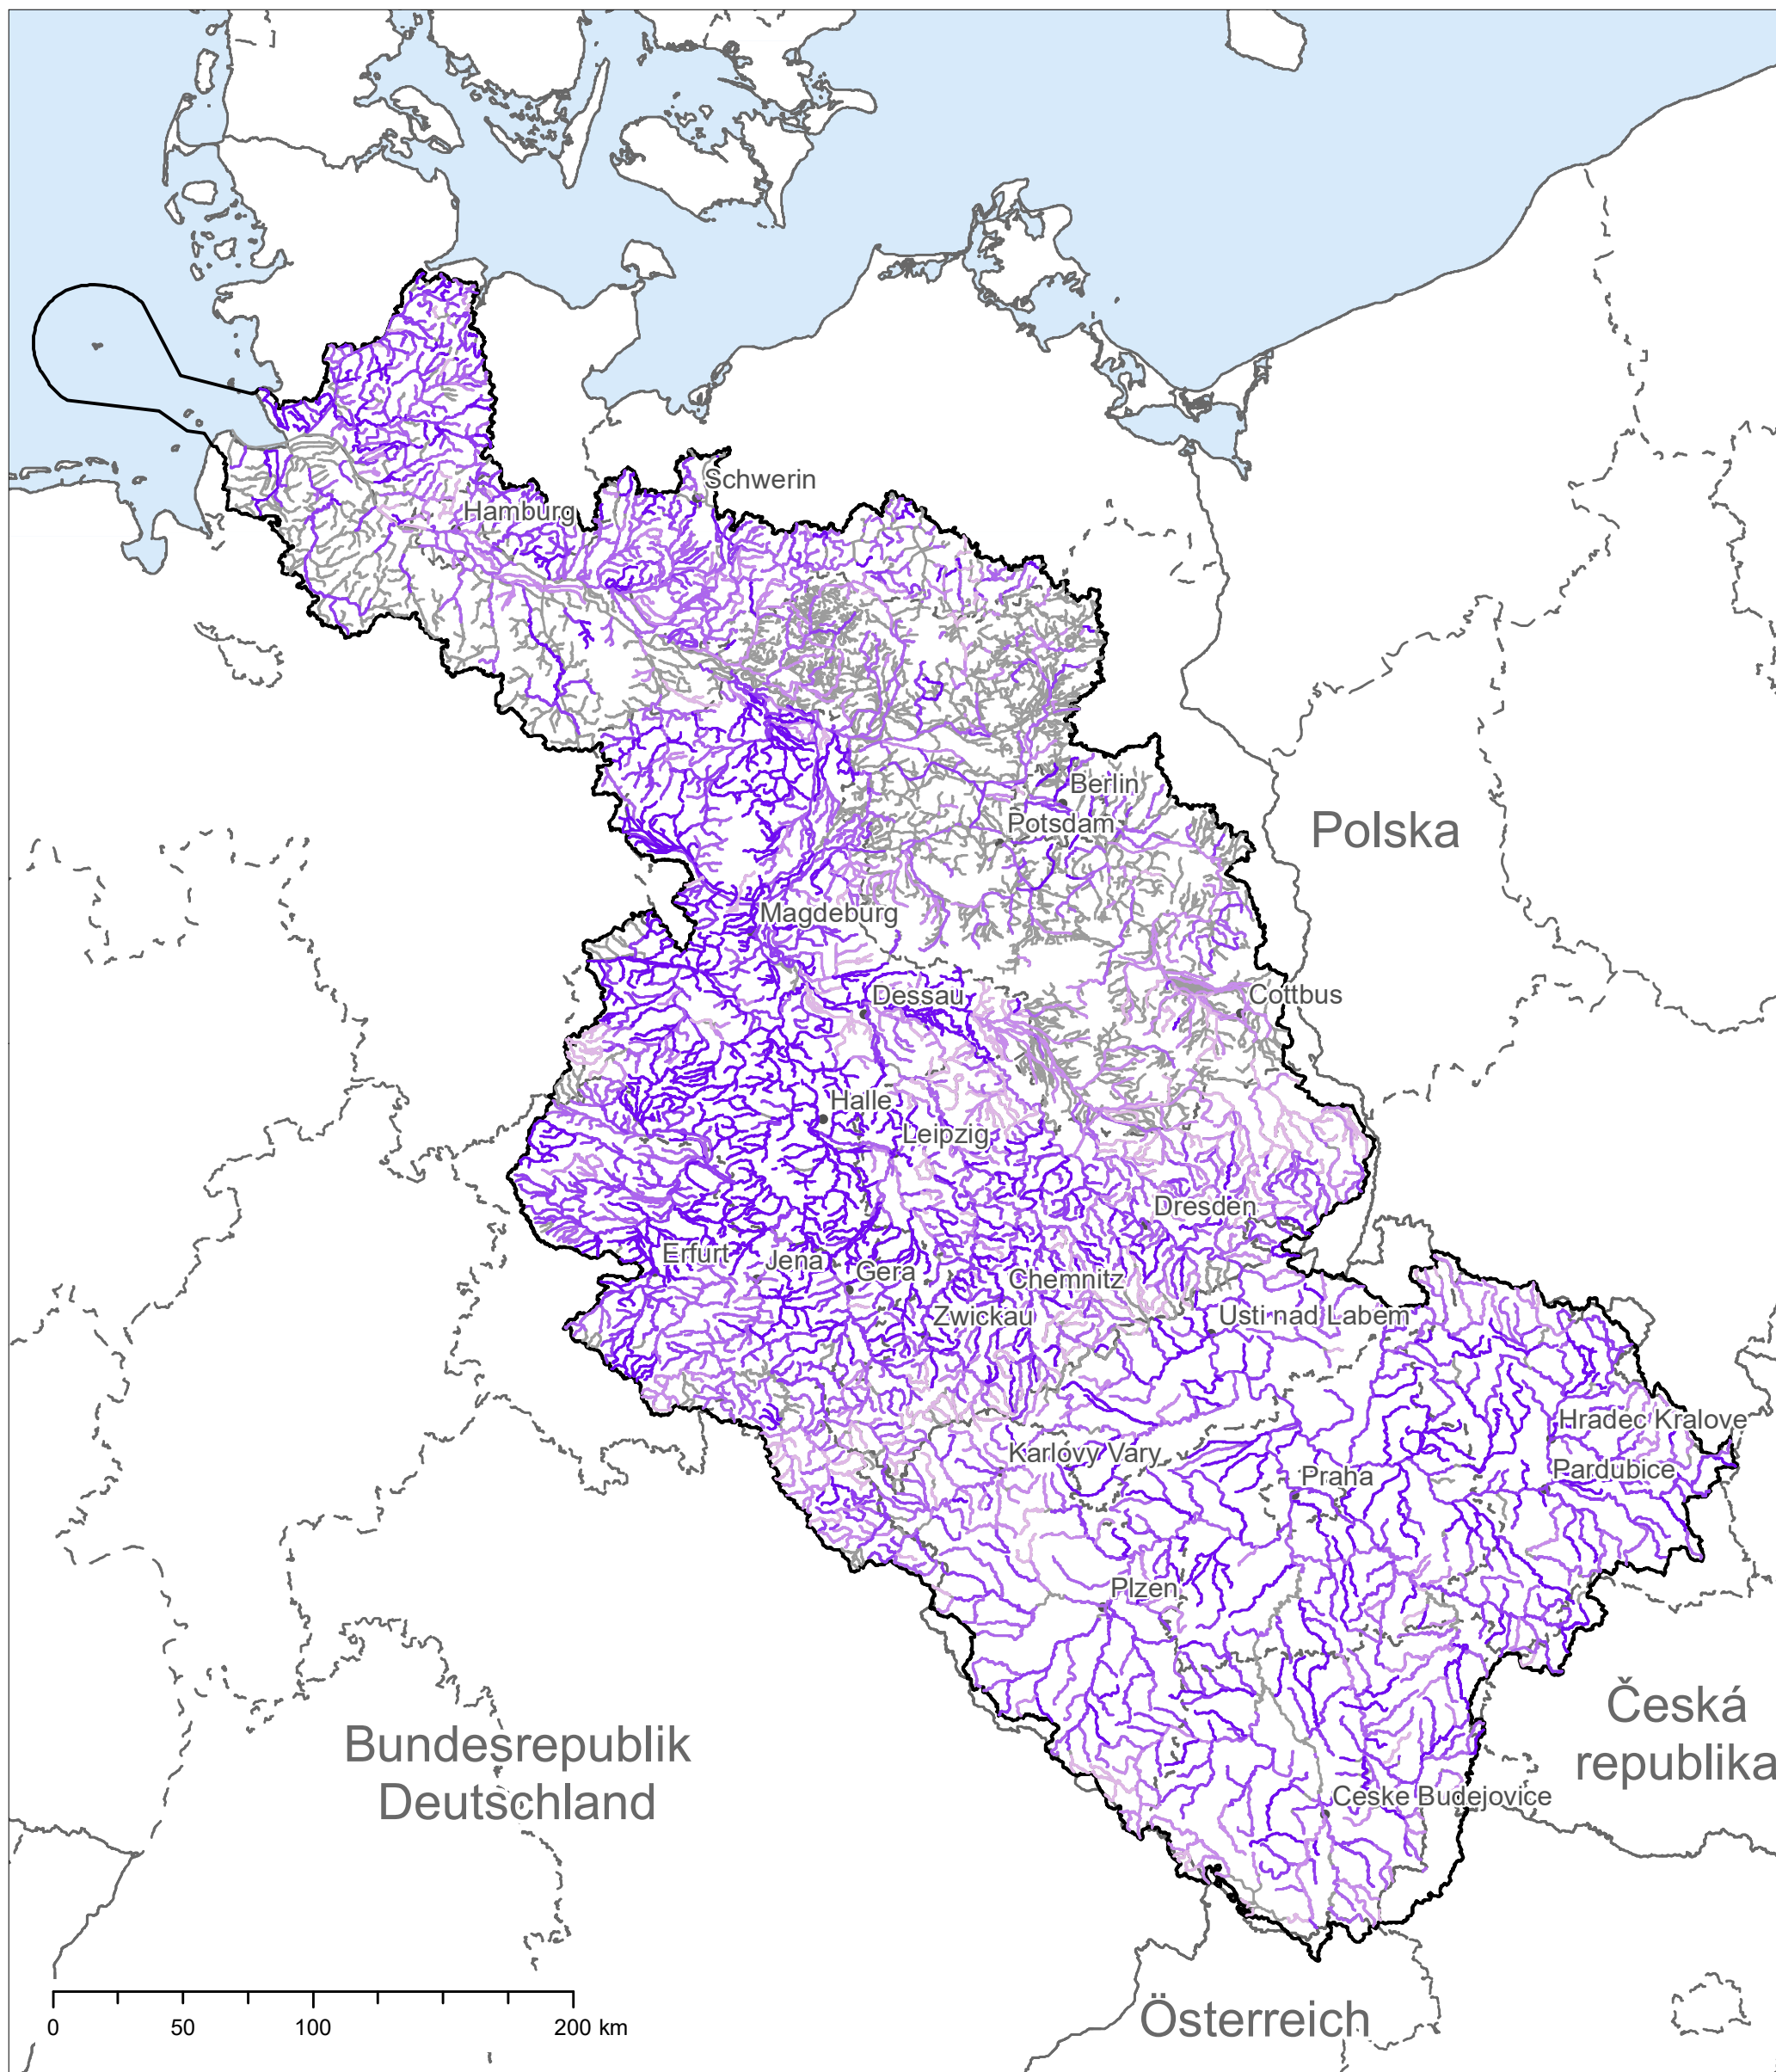 Schwerin
Hamburg
Berlin
Potsdam
Polska
Magdeburg
Dessau
Cottbus
Halle
Leipzig
Dresden
Erfurt
Jena
Gera
Chemnitz
Zwickau
Usti nad Labem
Hradec Kralove
Karlovy Vary
Praha
Pardubice
Plzen
Česká
republika
Bundesrepublik
Deutschland
Ceske Budejovice
Österreich
0 50 100 200 km